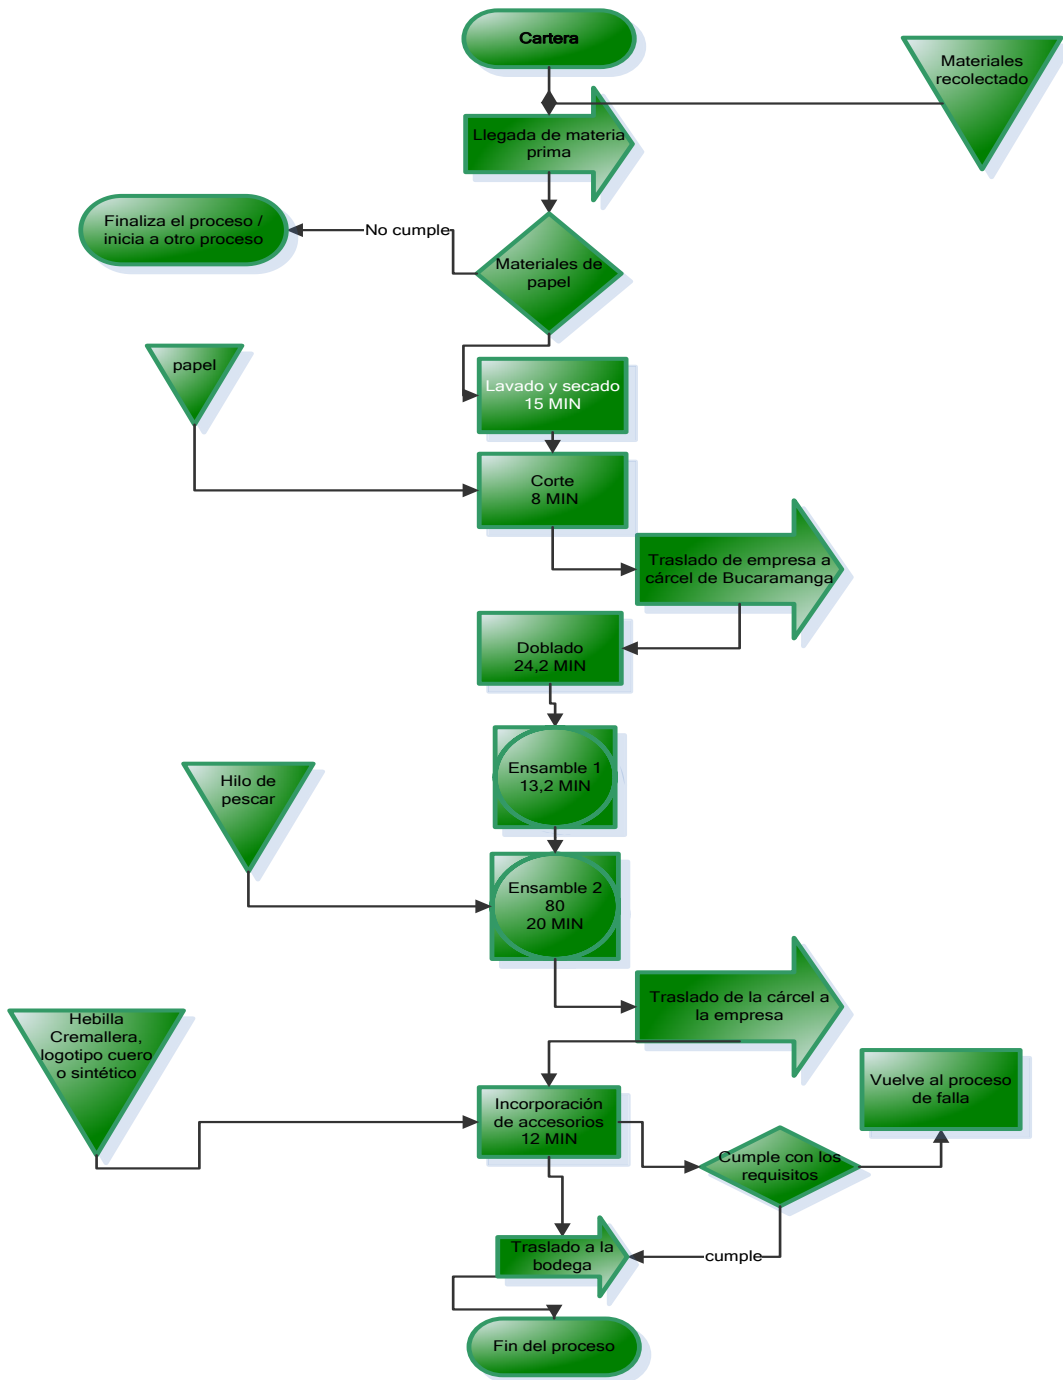 Cartera
Materiales
recolectado
Llegada de materia
prima
Finaliza el proceso /
inicia a otro proceso
No cumple
Materiales de
papel
papel
Lavado y secado
15 MIN
Corte
8 MIN
Traslado de empresa a
cárcel de Bucaramanga
Doblado
24,2 MIN
Ensamble 1
13,2 MIN
Hilo de
pescar
Ensamble 2
80
20 MIN
Traslado de la cárcel a
la empresa
Hebilla
Cremallera,
logotipo cuero
o sintético
Vuelve al proceso
de falla
Incorporación
de accesorios
12 MIN
Cumple con los
requisitos
Traslado a la
bodega
cumple
Fin del proceso